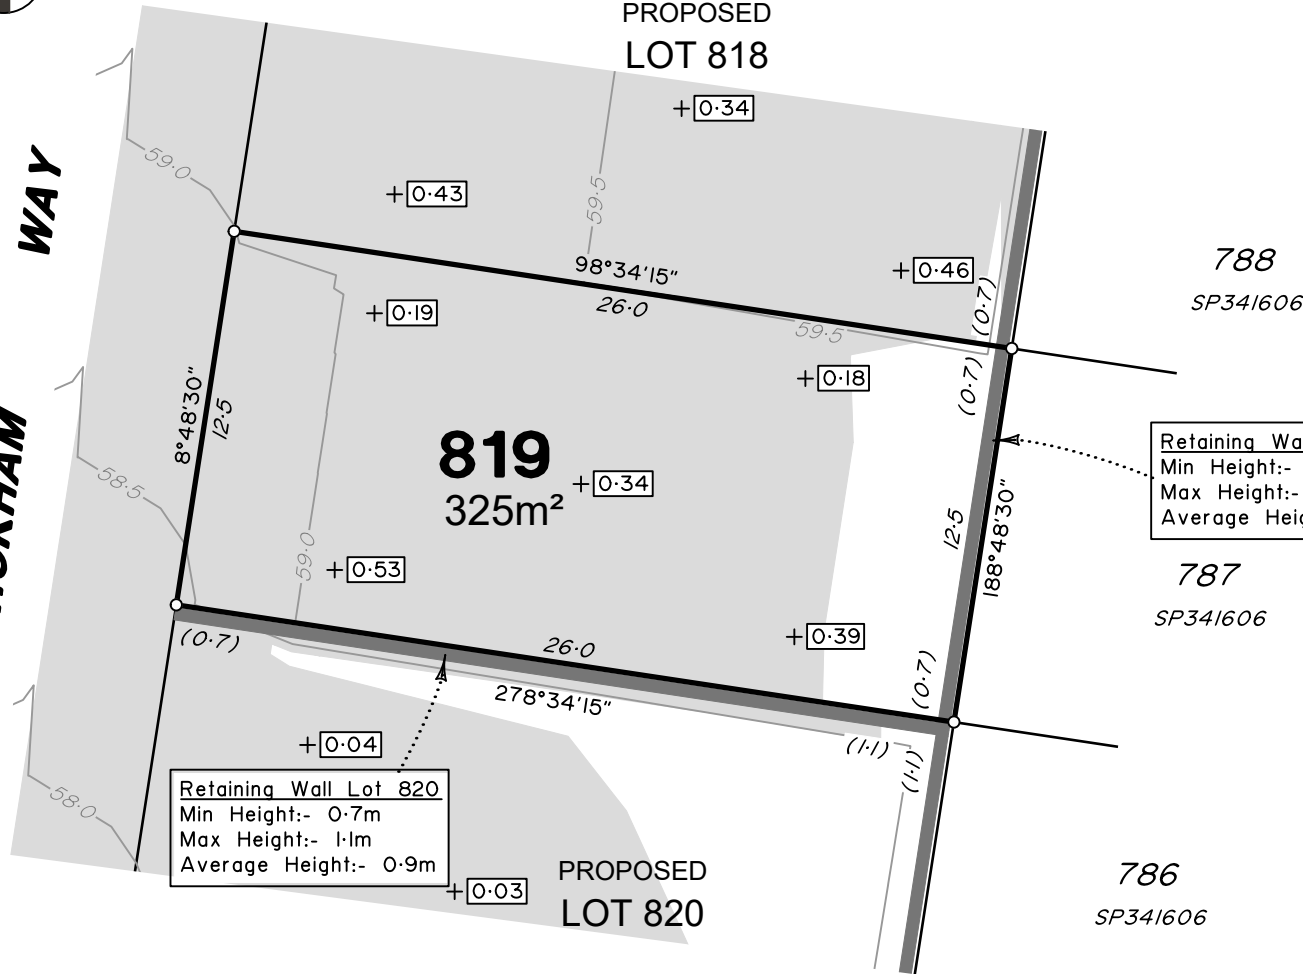 PROPOSED
LOT 818
0·34
59·0
WAY
0·43
59·5
788
SP341606
0·46
98°34'15"
26·0
(0·7)
0·19
59·5
(0·7)
0·18
8°48'30"
12·5
819
325m²
0·34
58·5
Retaining Wa
Min Height:-
Max Height:-
Average Heig
12·5
188°48'30"
59·0
0·53
787
SP341606
(0·7)
26·0
0·39
(0·7)
278°34'15"
0·04
(1·1)
(1·1)
58·0
Retaining Wall Lot 820
Min Height:- 0·7m
Max Height:- 1·1m
Average Height:- 0·9m
0·03
PROPOSED
LOT 820
786
SP341606